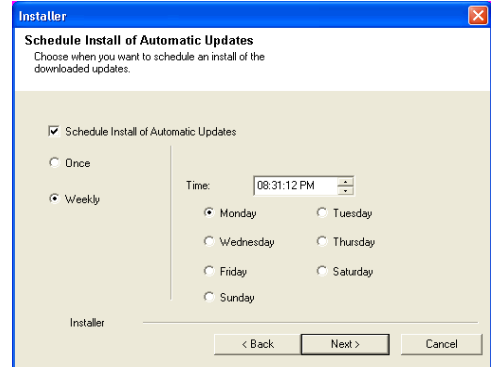 Installer
Schedule Install of Automatic Updates
Choose when you want to schedule an install of the
downloaded updates.
Schedule Install of Automatic Updates
Once
Weekly
Time: 08:31:12 PM
Monday Tuesday
Wednesday Thursday
Friday Saturday
Sunday
Installer
< Back Next > Cancel